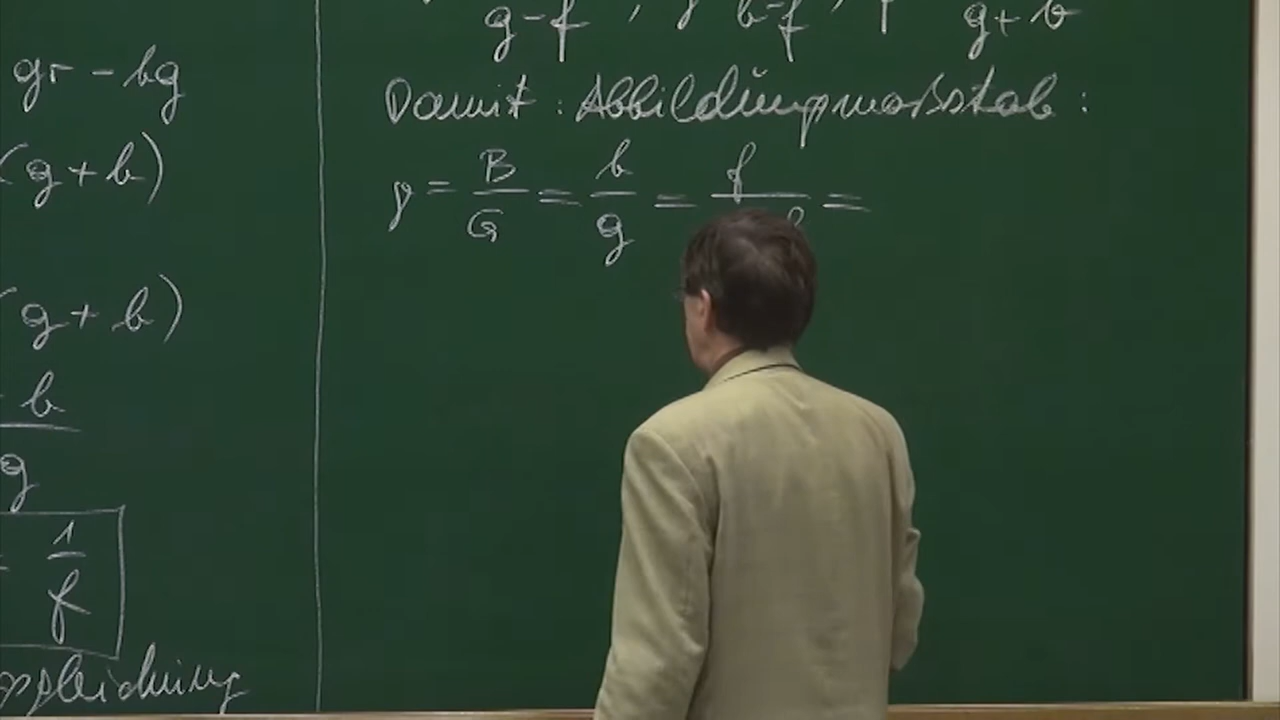 gr - bg
(g+b)
(g+b)
b
g
1
f
g-f , g b-f , f g+b
Damit : Abbildungsmaßstab :
γ = B/G = b/g = f/ f =